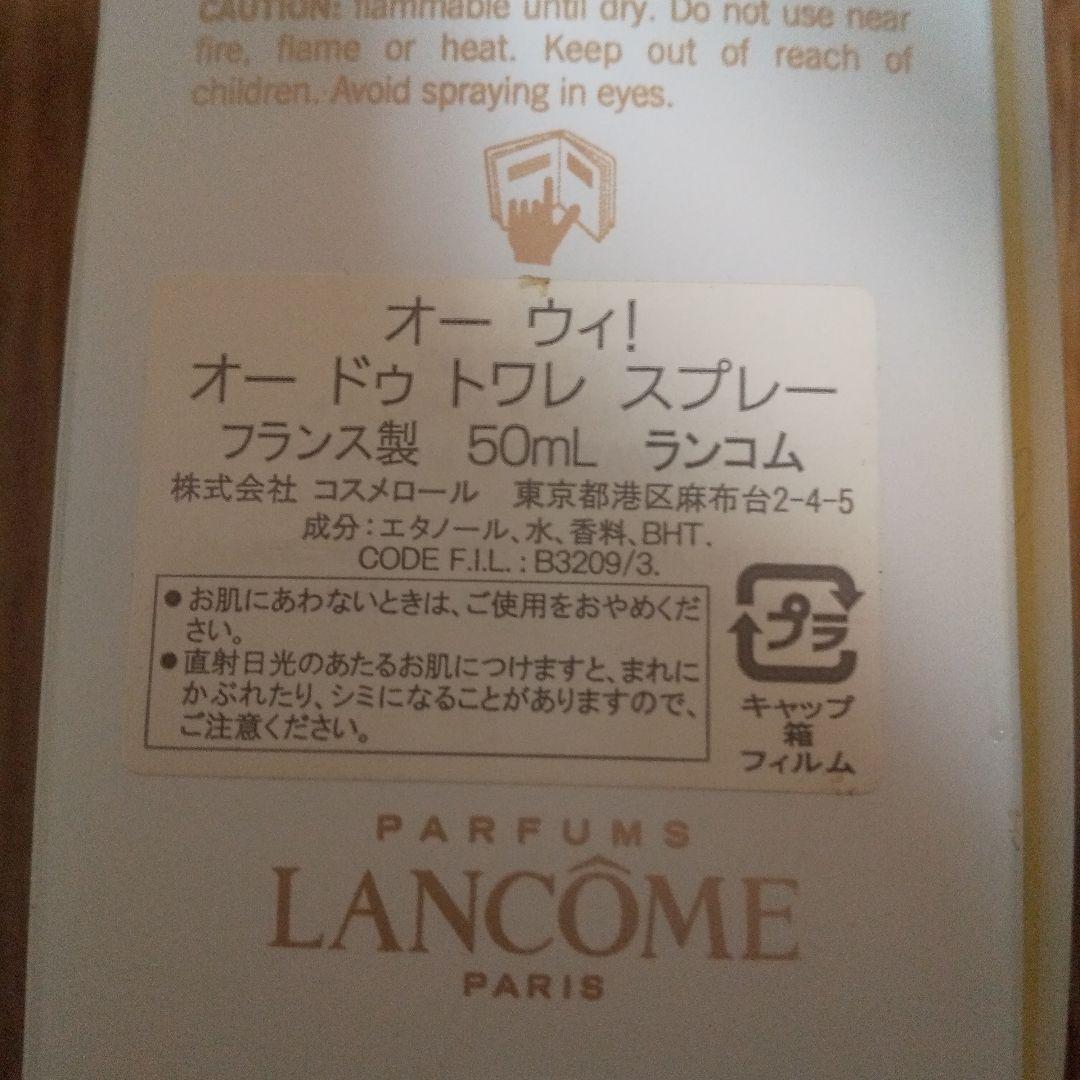 CAUTION: flammable until dry. Do not use near
fire, flame or heat. Keep out of reach of
children. Avoid spraying in eyes.
オー ウィ!
オー ドゥ トワレ スプレー
フランス製 50mL ランコム
株式会社 コスメロール 東京都港区麻布台2-4-5
成分:エタノール、水、香料、BHT.
CODE F.I.L. : B3209/3.
●お肌にあわないときは、ご使用をおやめくだ
さい。
●直射日光のあたるお肌につけますと、まれに
かぶれたり、シミになることがありますので、
ご注意ください。
プラ
キャップ
箱
フィルム
PARFUMS
LANCÔME
PARIS